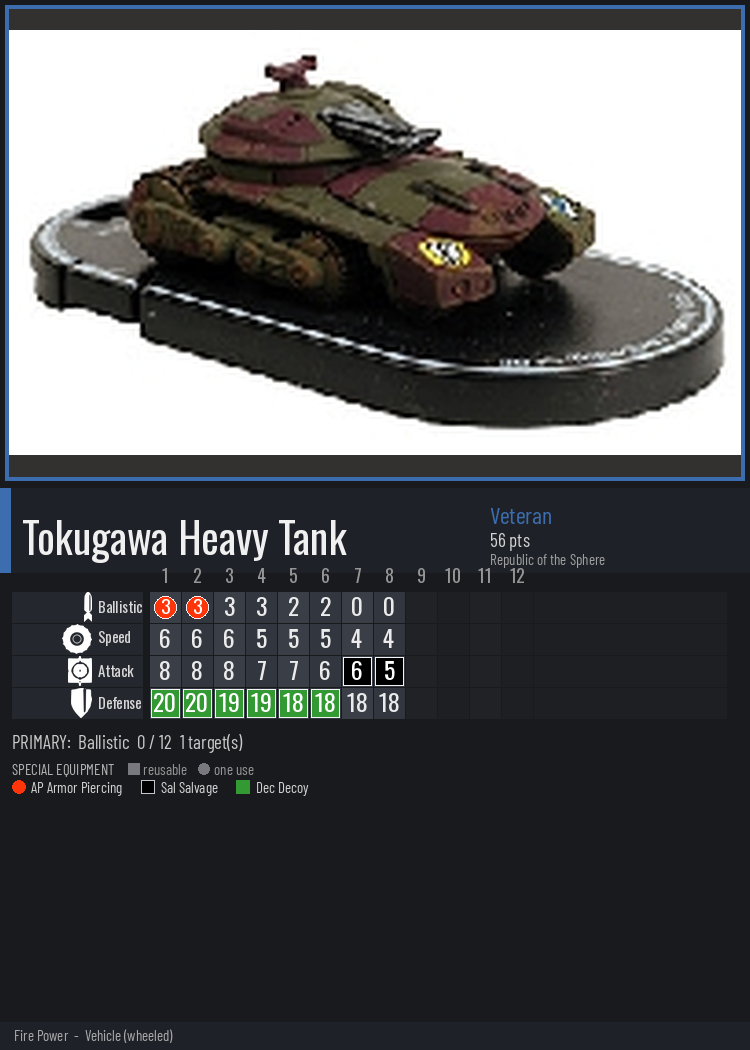 Tokugawa Heavy Tank
Veteran
56 pts
Republic of the Sphere
1 2 3 4 5 6 7 8 9 10 11 12
Ballistic 3 3 3 3 2 2 0 0
Speed 6 6 6 5 5 5 4 4
Attack 8 8 8 7 7 6 6 5
Defense 20 20 19 19 18 18 18 18
PRIMARY: Ballistic 0 / 12 1 target(s)
SPECIAL EQUIPMENT reusable one use
AP Armor Piercing Sal Salvage Dec Decoy
Fire Power - Vehicle (wheeled)